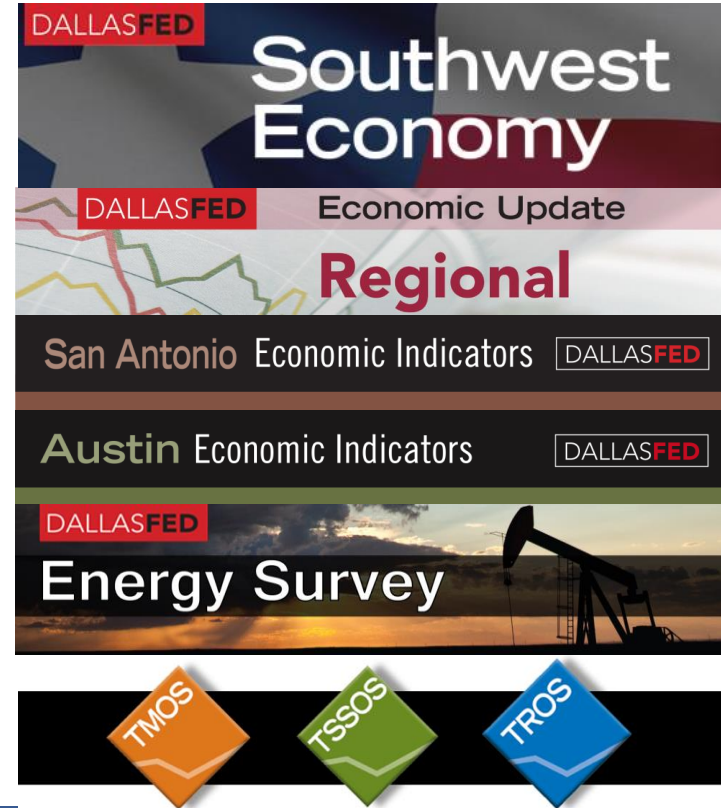 DALLASFED
Southwest
Economy
DALLASFED Economic Update
Regional
San Antonio Economic Indicators DALLASFED
Austin Economic Indicators DALLASFED
DALLASFED
Energy Survey
TMOS TSSOS TROS